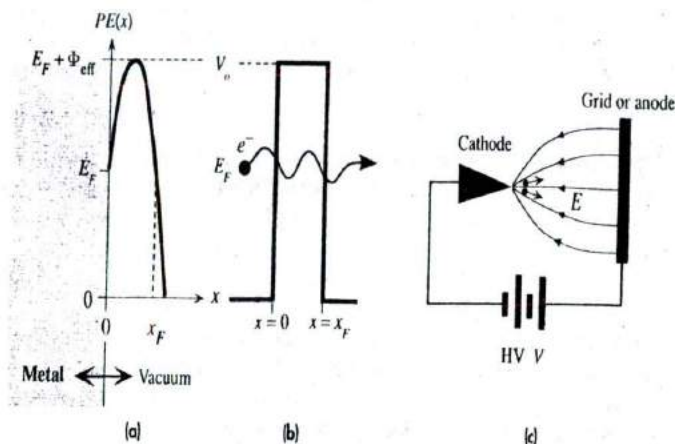 PE(x)
E_F + Φ_eff
E_F
0
0
x_F
x
Metal
Vacuum
(a)
V_o
e⁻
E_F
x = 0
x = x_F
(b)
Grid or anode
Cathode
E
HV V
(c)